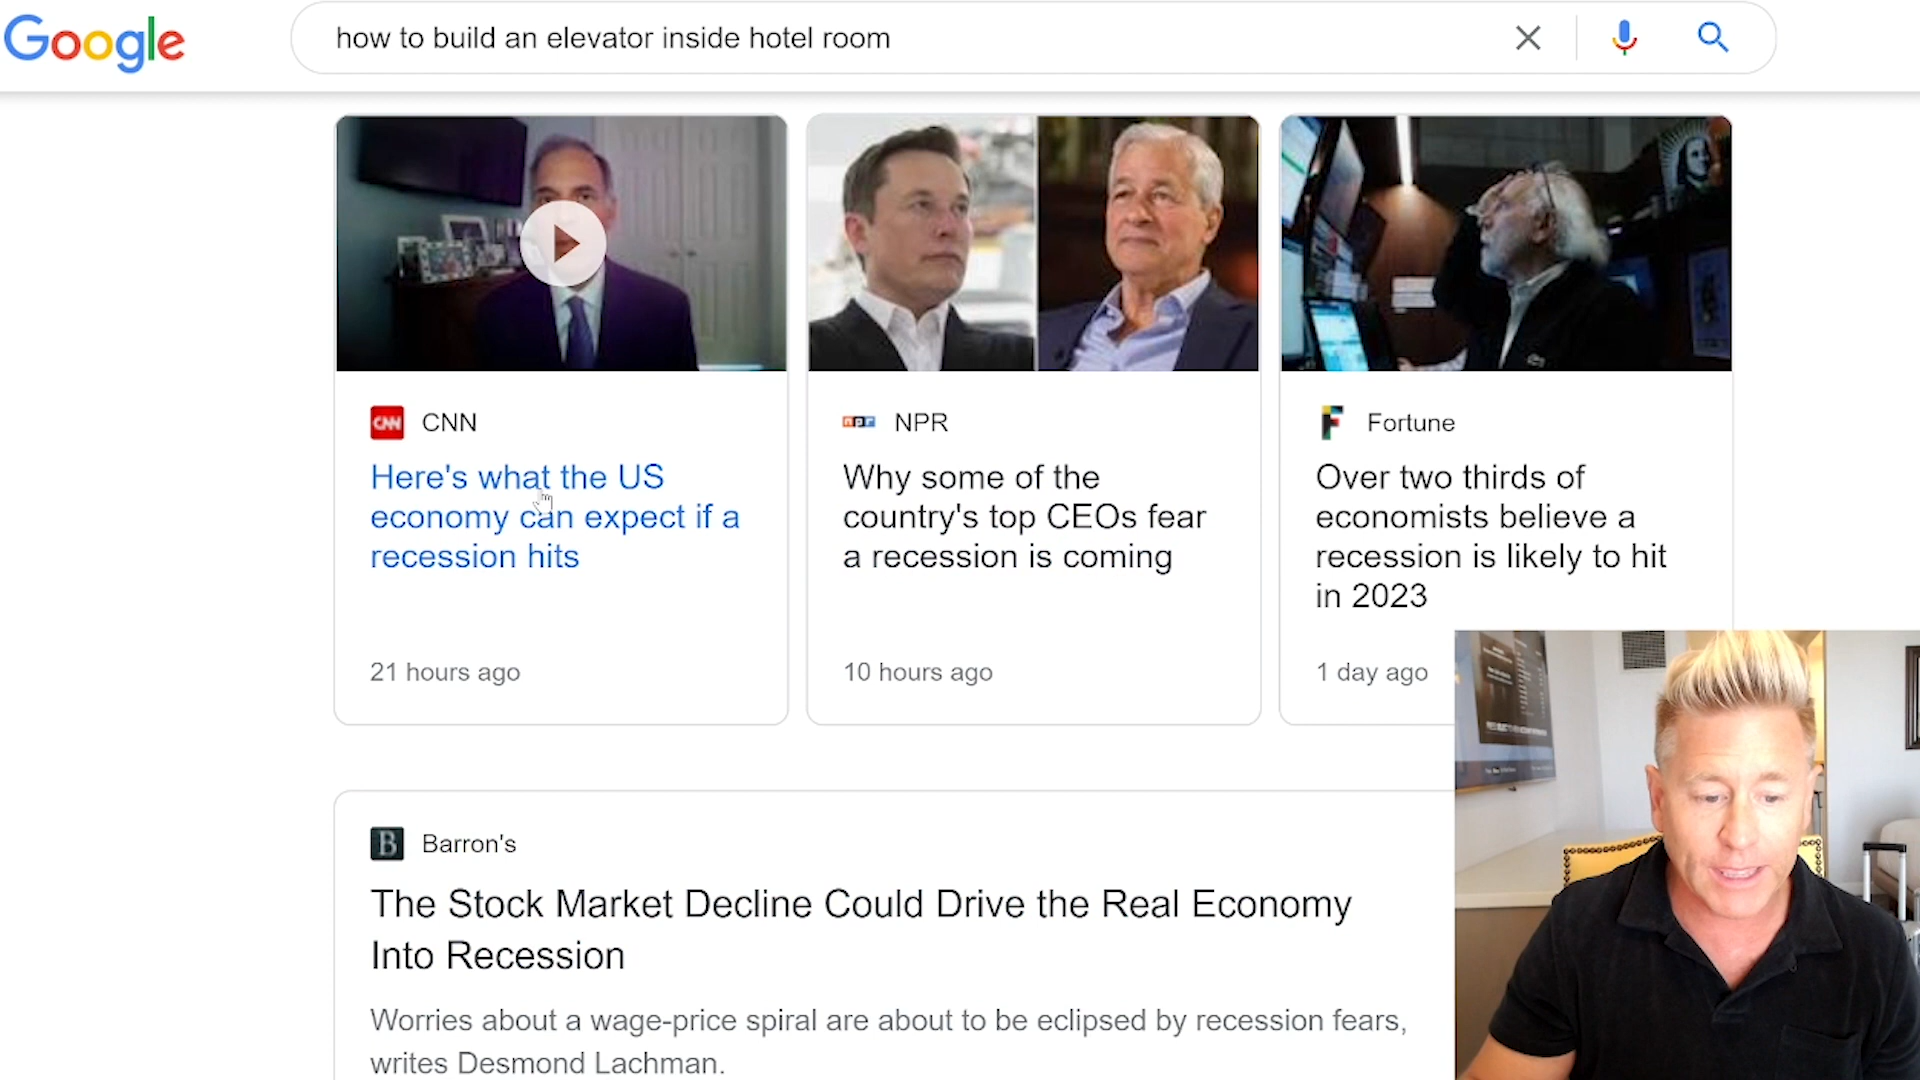 Google
how to build an elevator inside hotel room
CNN
CNN
Here's what the US
economy can expect if a
recession hits
21 hours ago
npr
NPR
Why some of the
country's top CEOs fear
a recession is coming
10 hours ago
F
Fortune
Over two thirds of
economists believe a
recession is likely to hit
in 2023
1 day ago
B
Barron's
The Stock Market Decline Could Drive the Real Economy
Into Recession
Worries about a wage-price spiral are about to be eclipsed by recession fears,
writes Desmond Lachman.